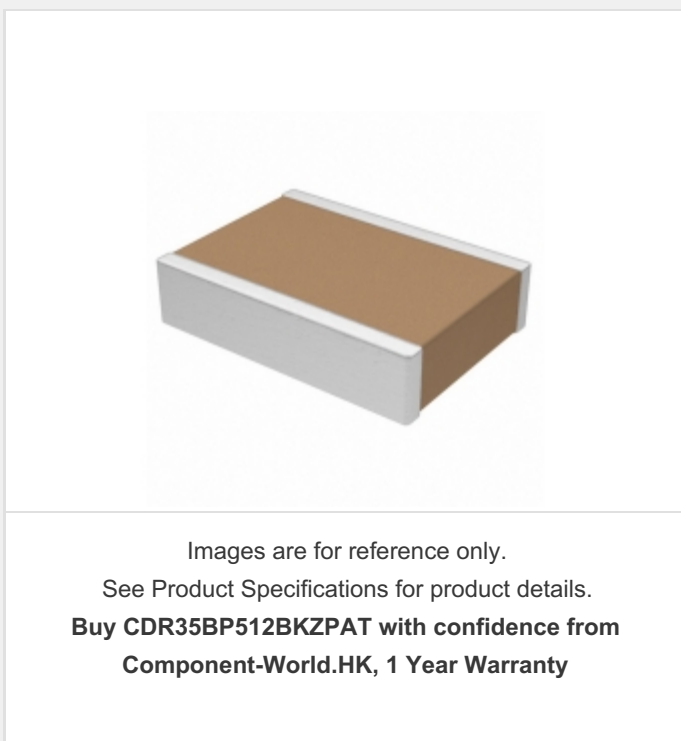 Images are for reference only.
See Product Specifications for product details.
Buy CDR35BP512BKZPAT with confidence from
Component-World.HK, 1 Year Warranty